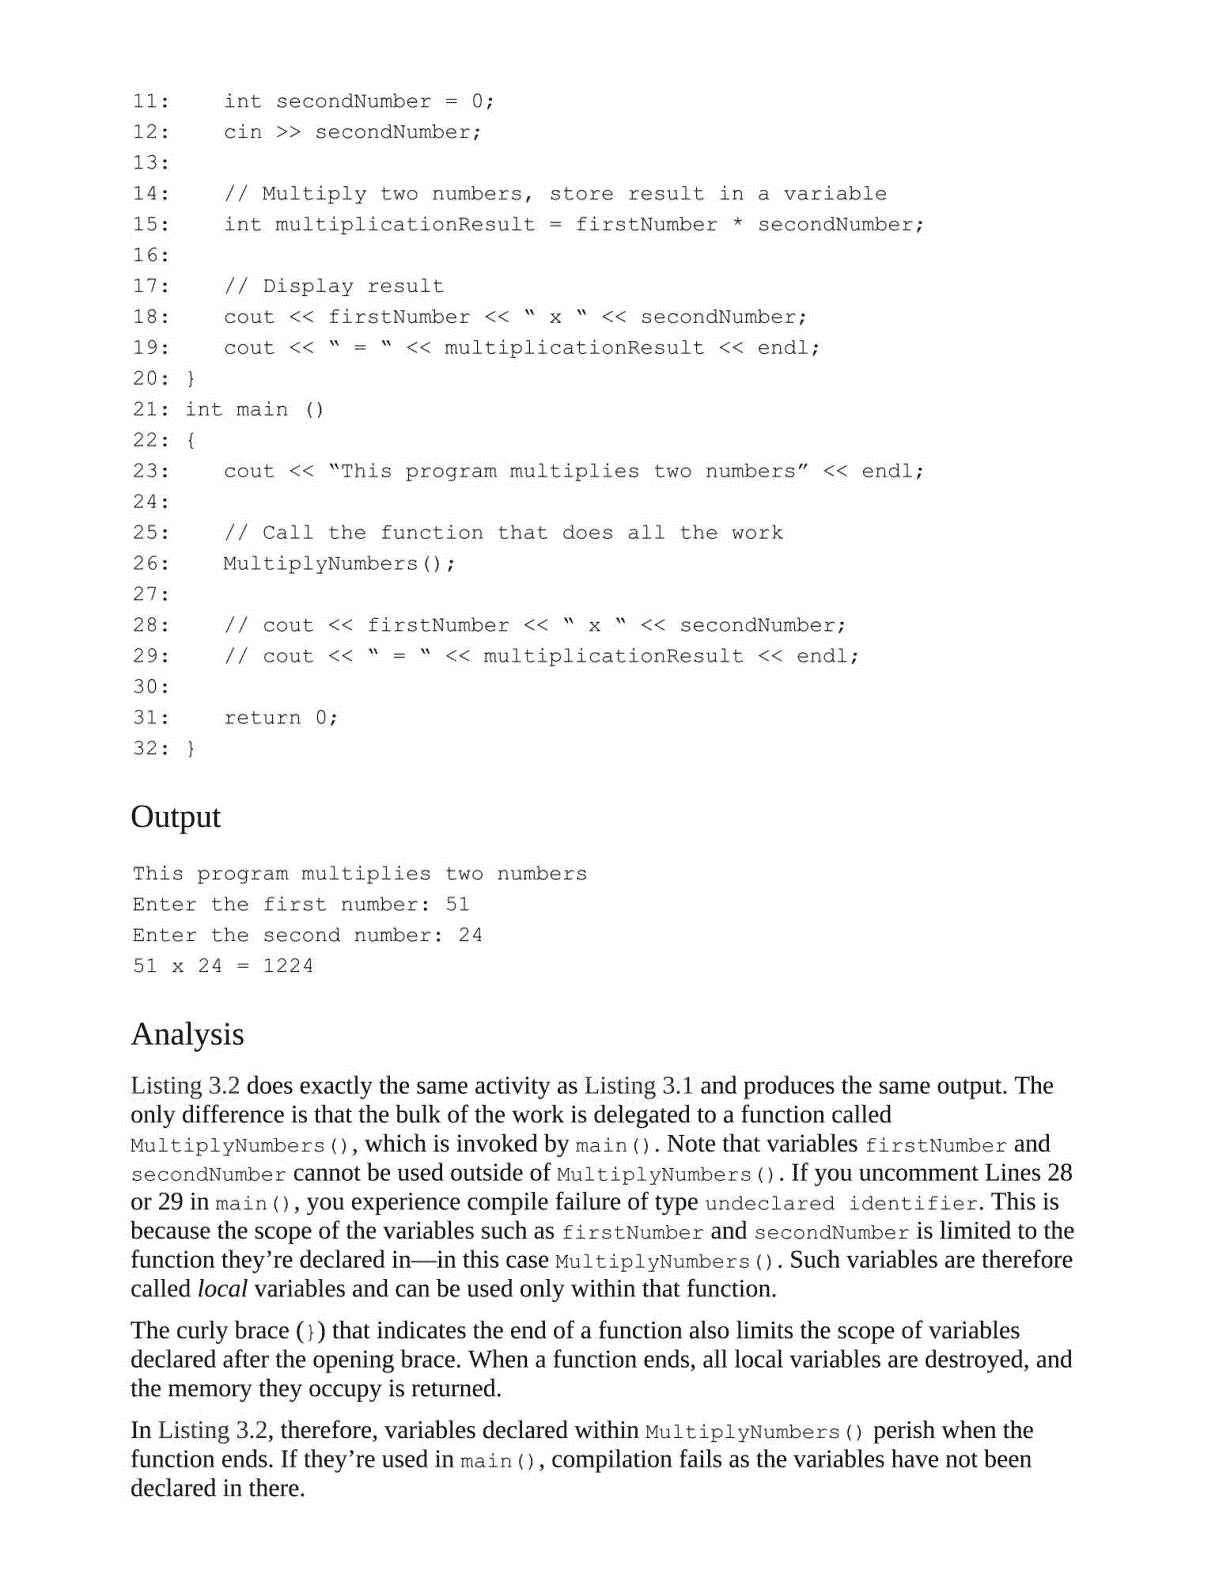 11:    int secondNumber = 0;
12:    cin >> secondNumber;
13:
14:    // Multiply two numbers, store result in a variable
15:    int multiplicationResult = firstNumber * secondNumber;
16:
17:    // Display result
18:    cout << firstNumber << “ x “ << secondNumber;
19:    cout << “ = “ << multiplicationResult << endl;
20: }
21: int main ()
22: {
23:    cout << “This program multiplies two numbers” << endl;
24:
25:    // Call the function that does all the work
26:    MultiplyNumbers();
27:
28:    // cout << firstNumber << “ x “ << secondNumber;
29:    // cout << “ = “ << multiplicationResult << endl;
30:
31:    return 0;
32: }
Output
This program multiplies two numbers
Enter the first number: 51
Enter the second number: 24
51 x 24 = 1224
Analysis
Listing 3.2 does exactly the same activity as Listing 3.1 and produces the same output. The
only difference is that the bulk of the work is delegated to a function called
MultiplyNumbers(), which is invoked by main(). Note that variables firstNumber and
secondNumber cannot be used outside of MultiplyNumbers(). If you uncomment Lines 28
or 29 in main(), you experience compile failure of type undeclared identifier. This is
because the scope of the variables such as firstNumber and secondNumber is limited to the
function they’re declared in—in this case MultiplyNumbers(). Such variables are therefore
called local variables and can be used only within that function.
The curly brace (}) that indicates the end of a function also limits the scope of variables
declared after the opening brace. When a function ends, all local variables are destroyed, and
the memory they occupy is returned.
In Listing 3.2, therefore, variables declared within MultiplyNumbers() perish when the
function ends. If they’re used in main(), compilation fails as the variables have not been
declared in there.